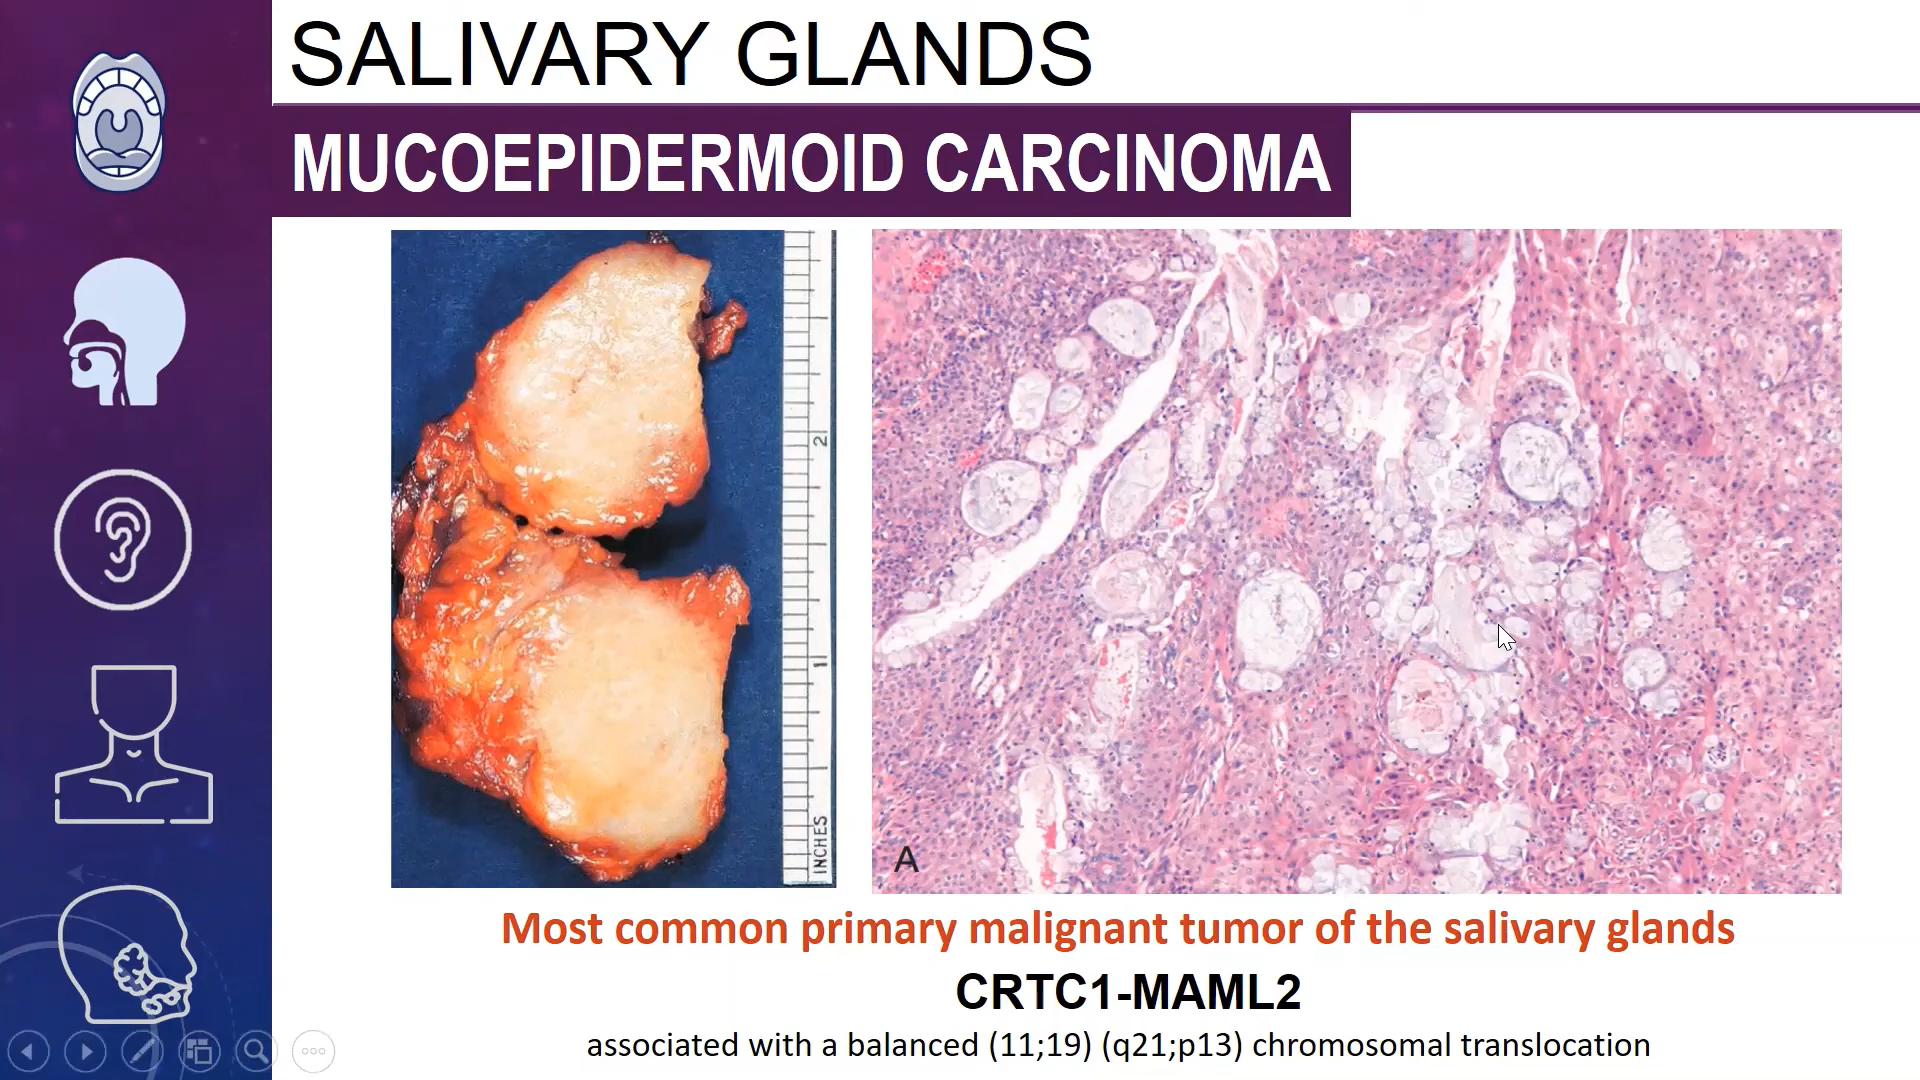 SALIVARY GLANDS
MUCOEPIDERMOID CARCINOMA
2
1
INCHES
A
Most common primary malignant tumor of the salivary glands
CRTC1-MAML2
associated with a balanced (11;19) (q21;p13) chromosomal translocation